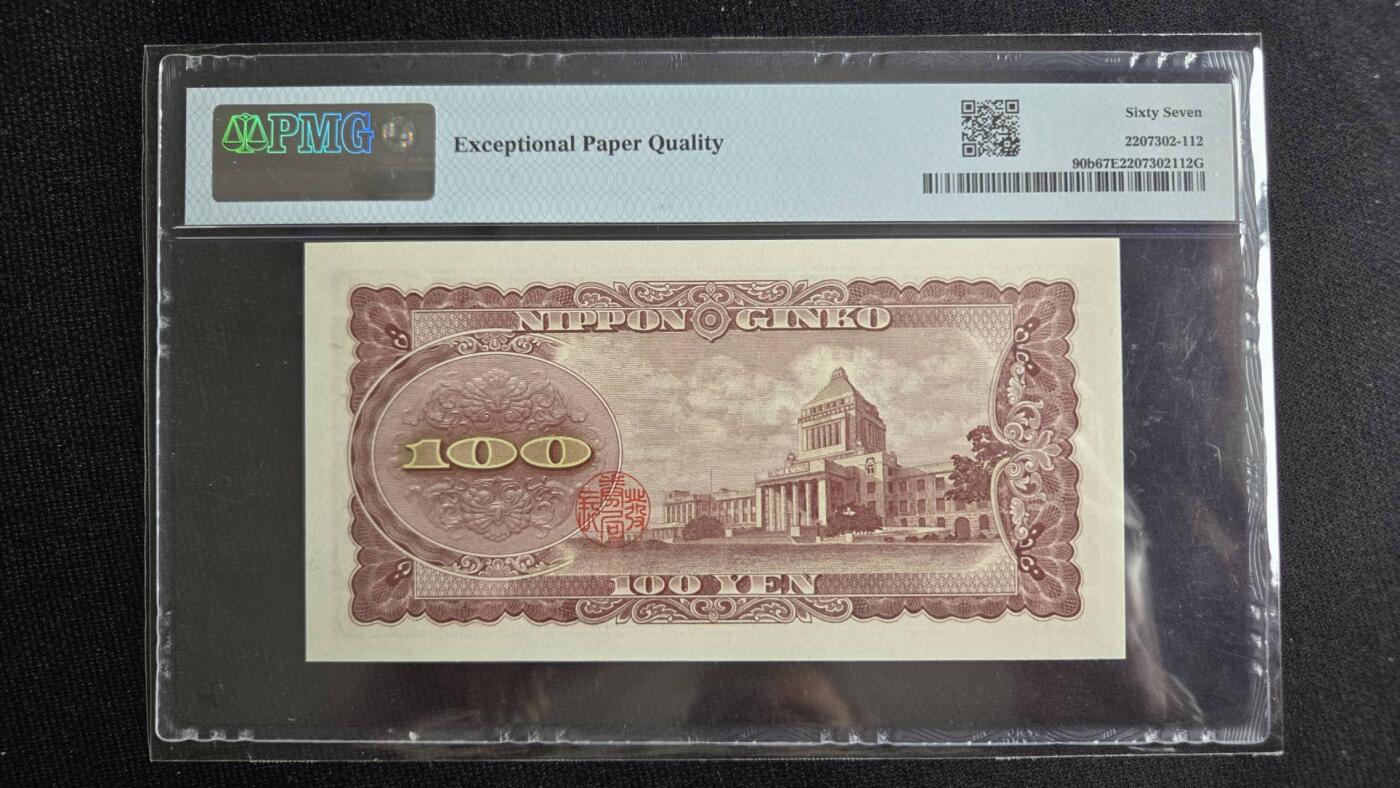 PMG
Exceptional Paper Quality
Sixty Seven
2207302-112
90b67E2207302112G
NIPPON GINKO
100
100 YEN